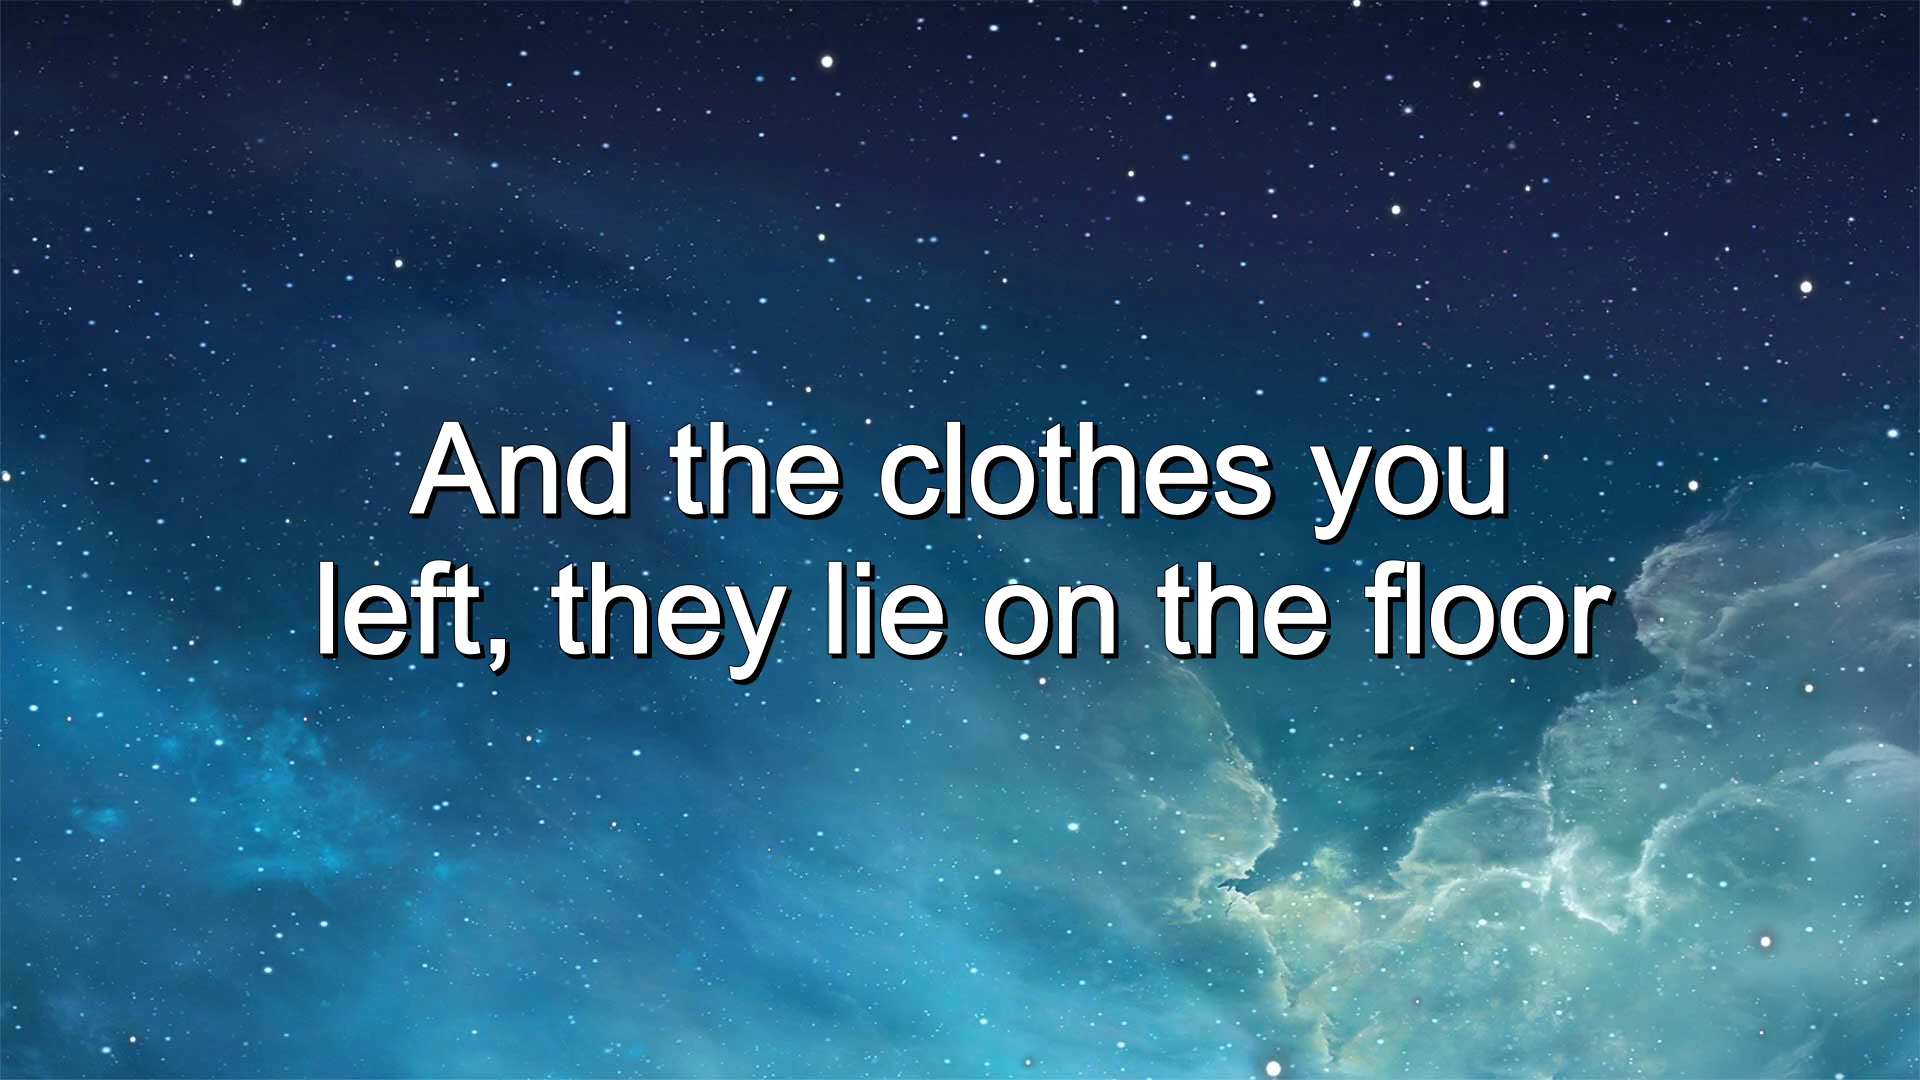 And the clothes you
left, they lie on the floor